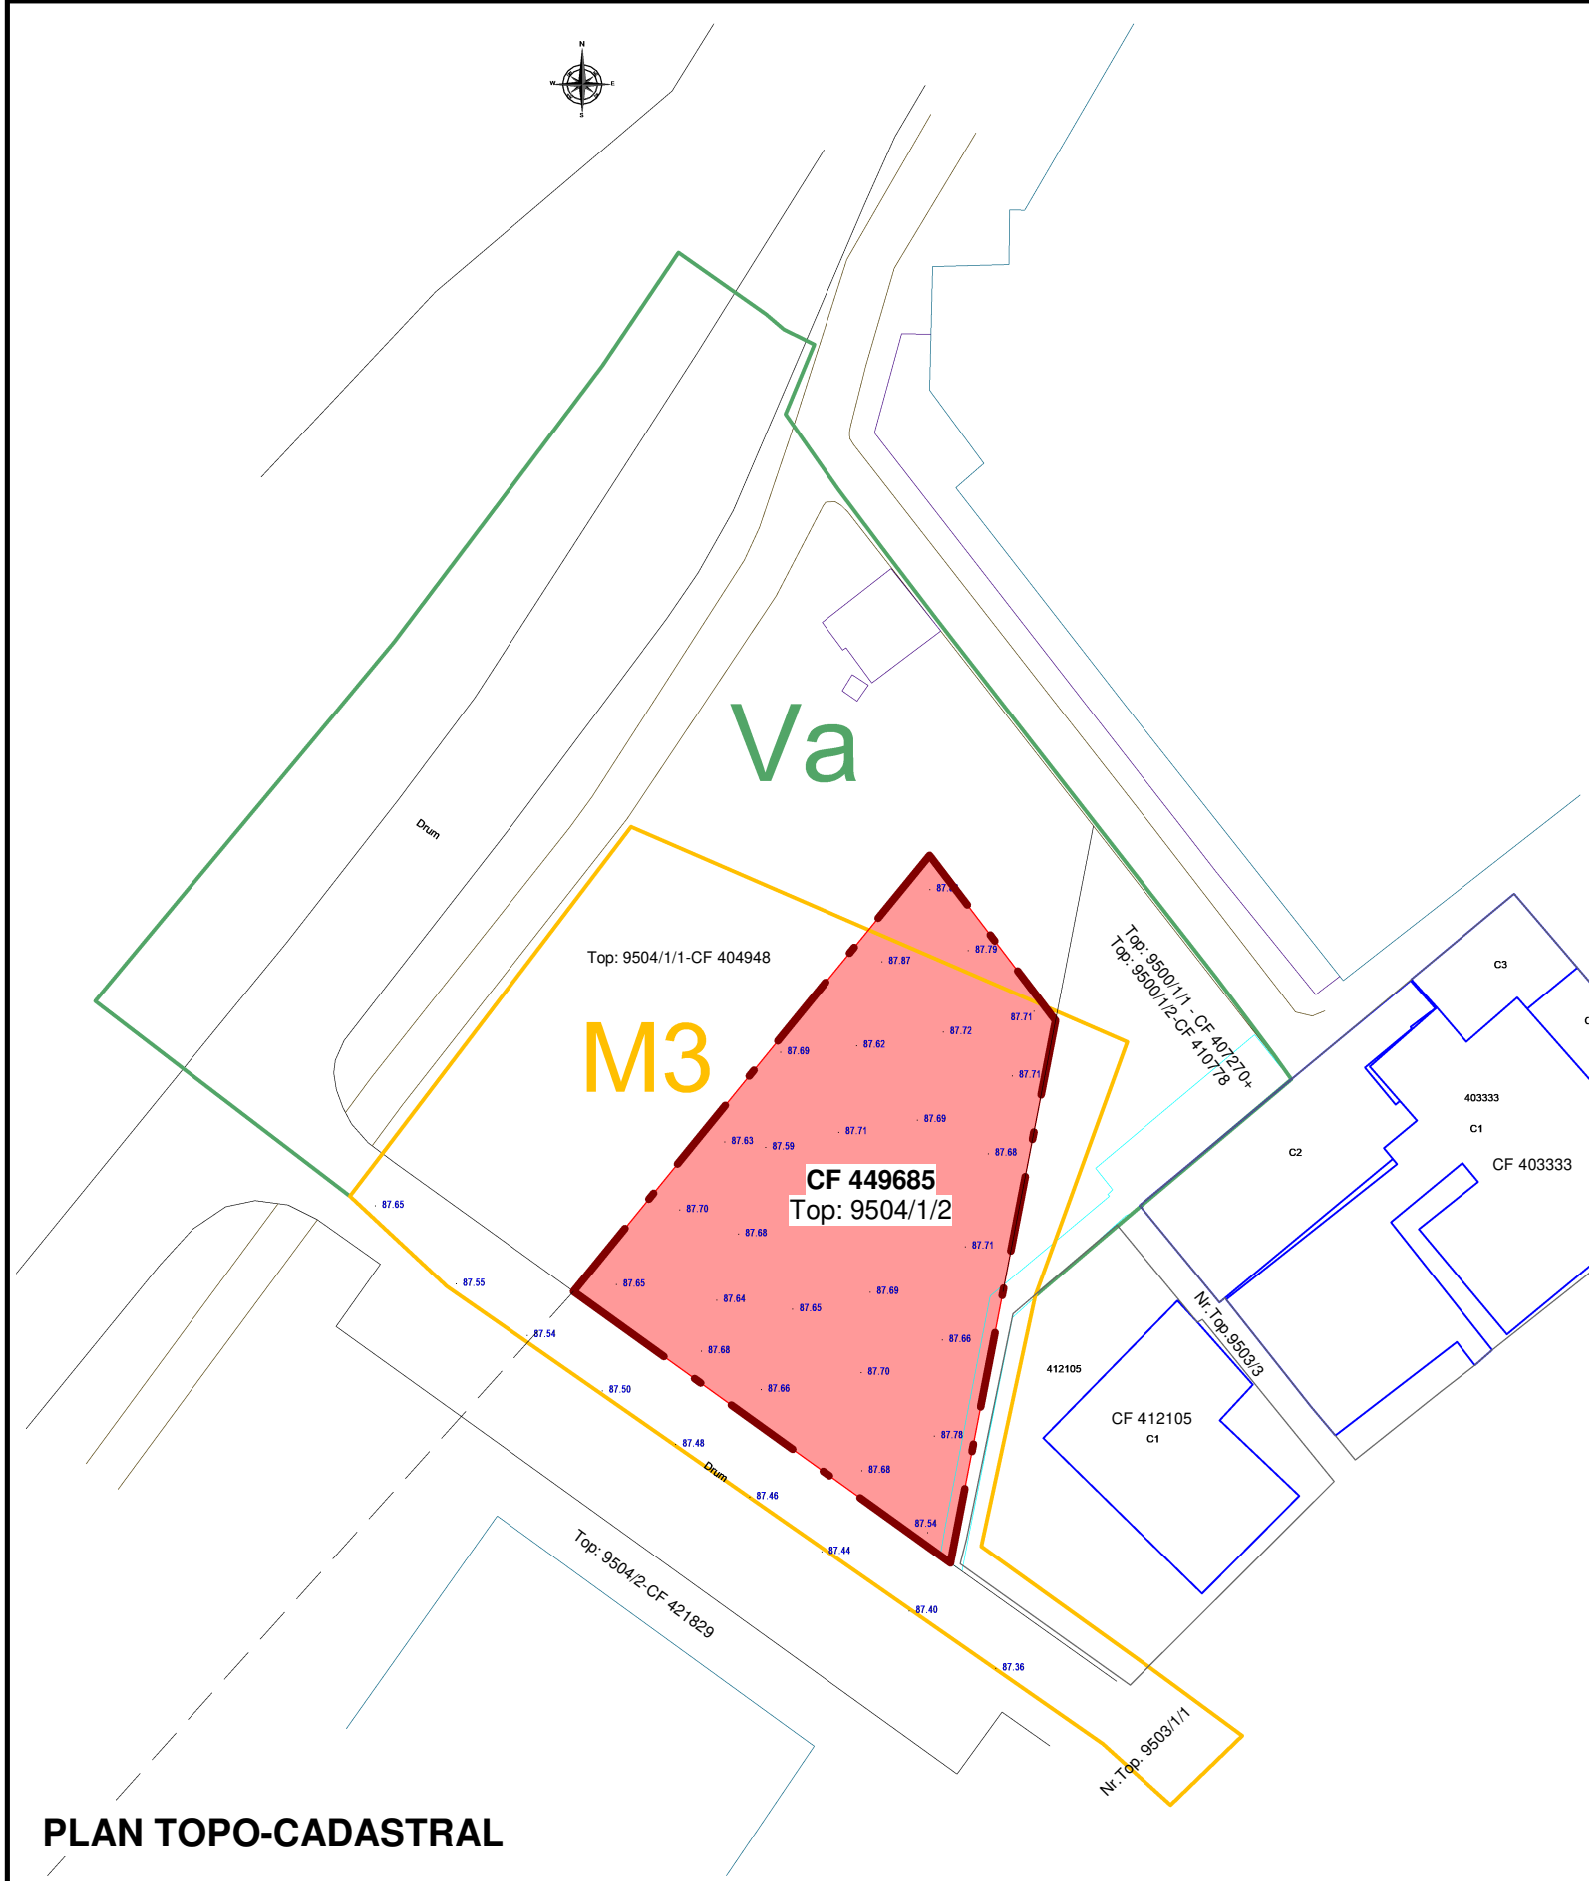 N
W
E
S
Va
Drum
87.79
Top: 9504/1/1-CF 404948
87.87
Top: 9500/1/1 - CF 407270+
Top: 9500/1/2-CF 410778
C3
87.71
87.72
M3
87.69
87.62
87.71
403333
C1
87.69
87.71
87.63
87.59
87.68
C2
CF 403333
CF 449685
Top: 9504/1/2
87.65
87.70
87.68
87.71
87.55
87.65
87.64
87.65
87.69
Nr.Top.9503/3
87.54
87.68
87.66
412105
87.50
87.66
87.70
CF 412105
C1
87.48
87.78
Drum
87.68
87.46
87.54
87.44
Top: 9504/2-CF 421829
87.40
87.36
Nr.Top. 9503/1/1
PLAN TOPO-CADASTRAL